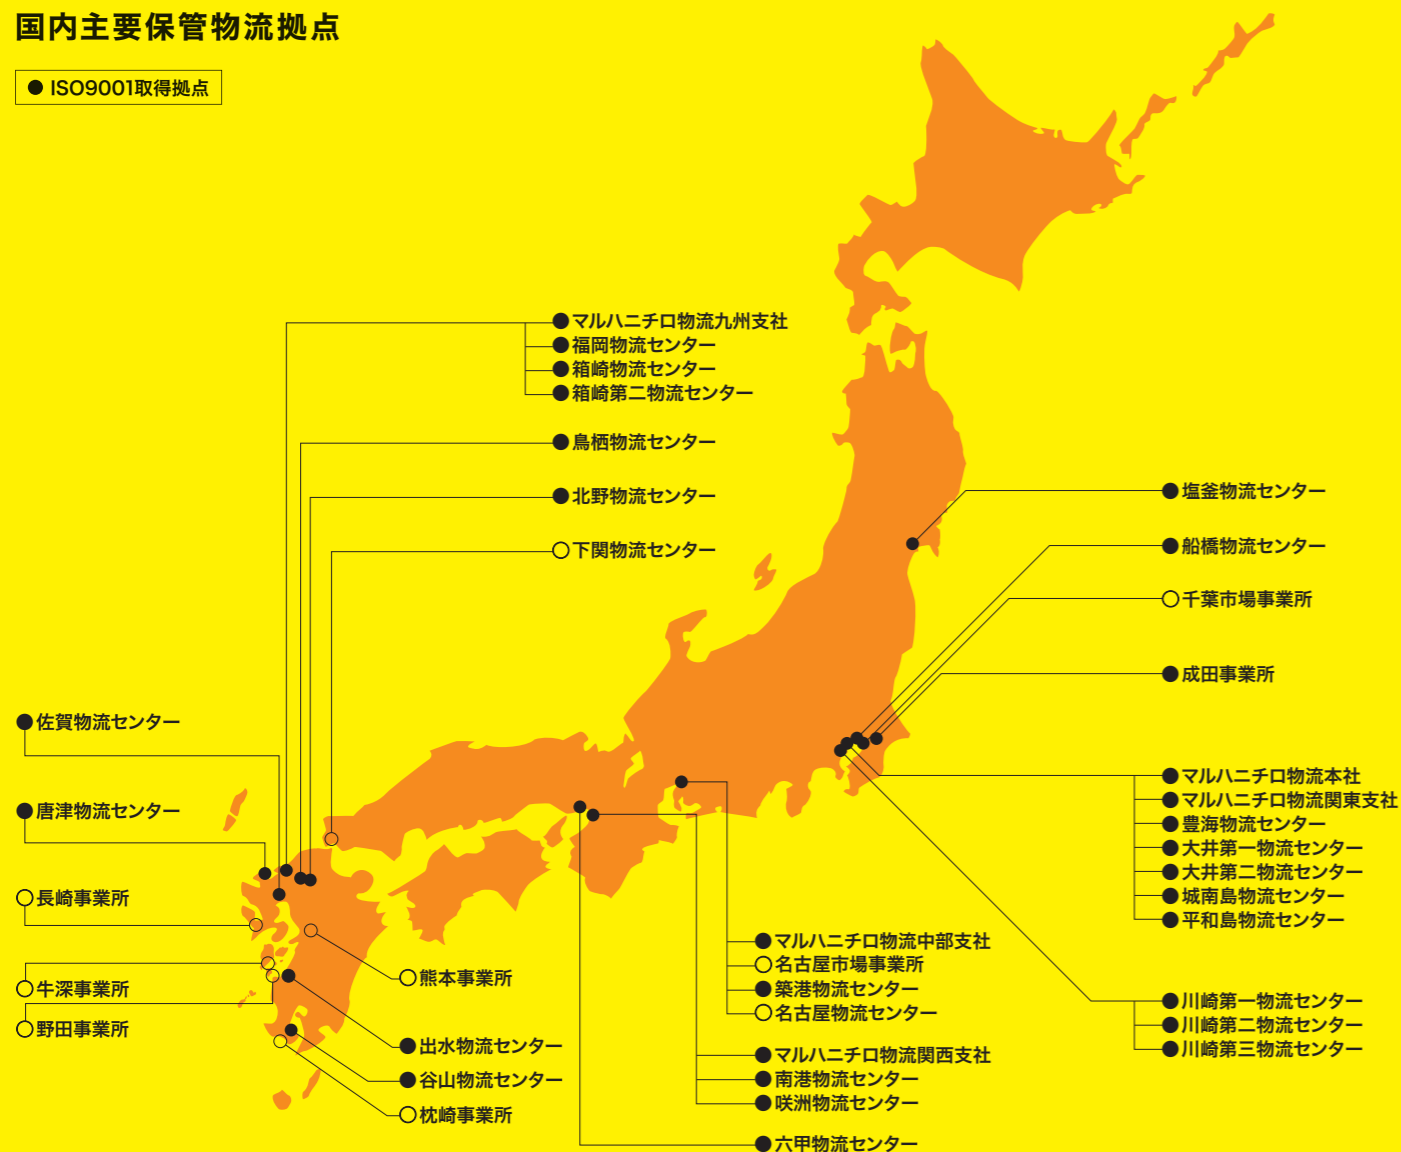 国内主要保管物流拠点
● ISO9001取得拠点
●マルハニチロ物流九州支社
●福岡物流センター
●箱崎物流センター
●箱崎第二物流センター
●鳥栖物流センター
●北野物流センター
○下関物流センター
●塩釜物流センター
●船橋物流センター
○千葉市場事業所
●成田事業所
●佐賀物流センター
●唐津物流センター
○長崎事業所
○牛深事業所
○野田事業所
○熊本事業所
●出水物流センター
●谷山物流センター
○枕崎事業所
●マルハニチロ物流中部支社
○名古屋市場事業所
●築港物流センター
○名古屋物流センター
●マルハニチロ物流関西支社
●南港物流センター
●咲洲物流センター
●六甲物流センター
●マルハニチロ物流本社
●マルハニチロ物流関東支社
●豊海物流センター
●大井第一物流センター
●大井第二物流センター
●城南島物流センター
●平和島物流センター
●川崎第一物流センター
●川崎第二物流センター
●川崎第三物流センター